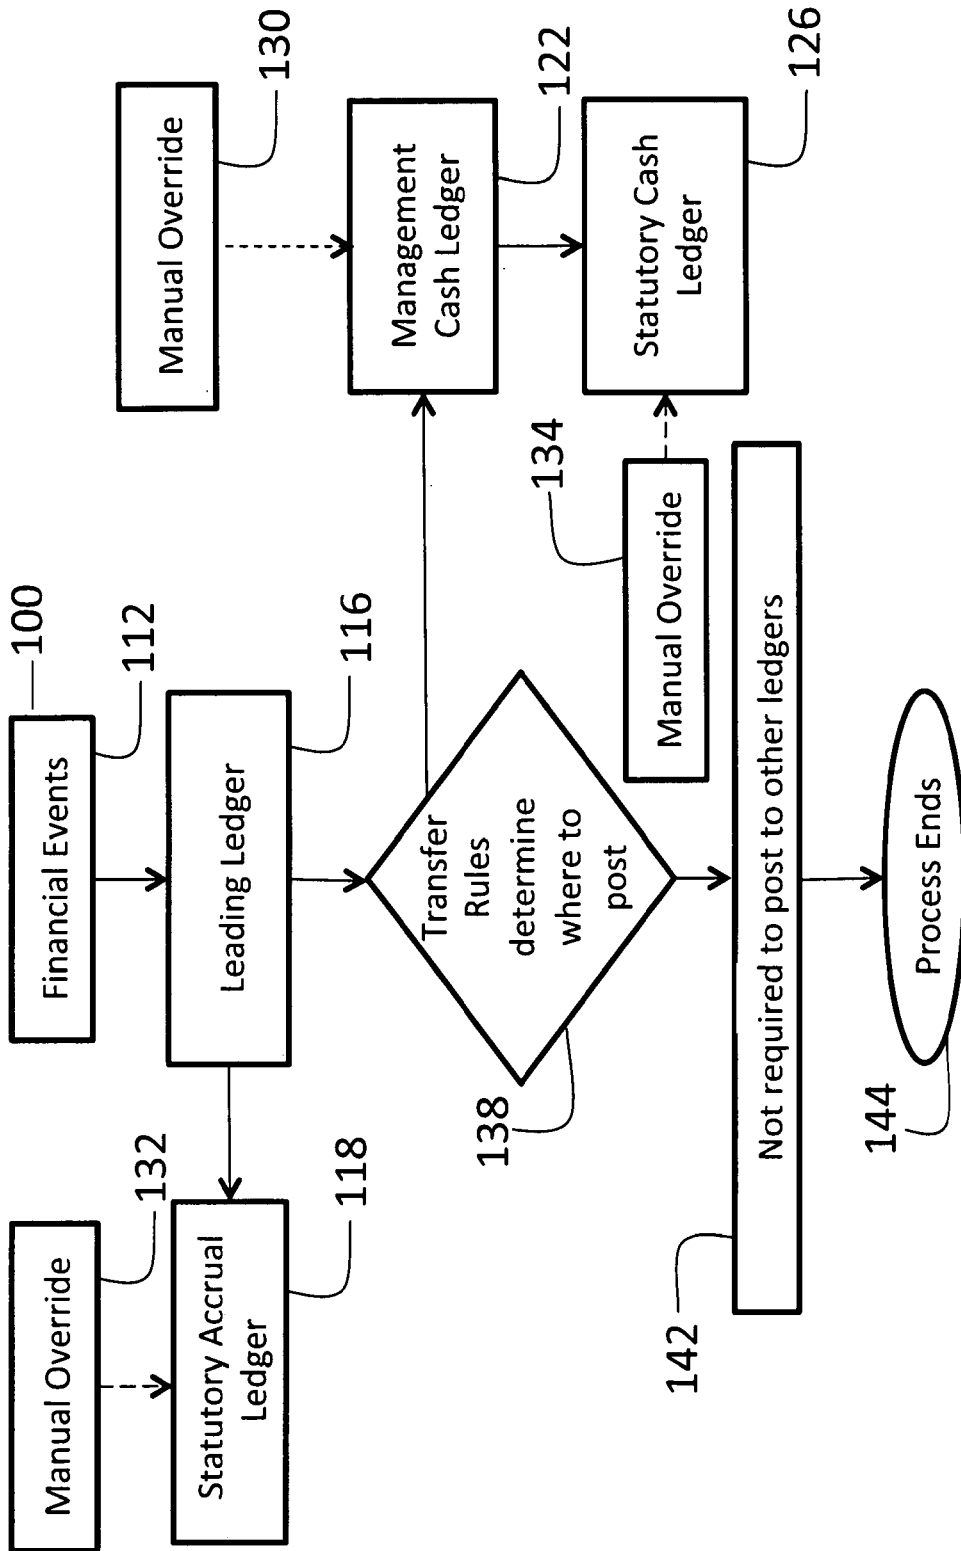 100
Manual Override
132
Financial Events
112
Manual Override
130
Statutory Accrual
Ledger
118
Leading Ledger
116
Management
Cash Ledger
122
Transfer
Rules
determine
where to
post
138
Manual Override
134
Statutory Cash
Ledger
126
Not required to post to other ledgers
142
Process Ends
144